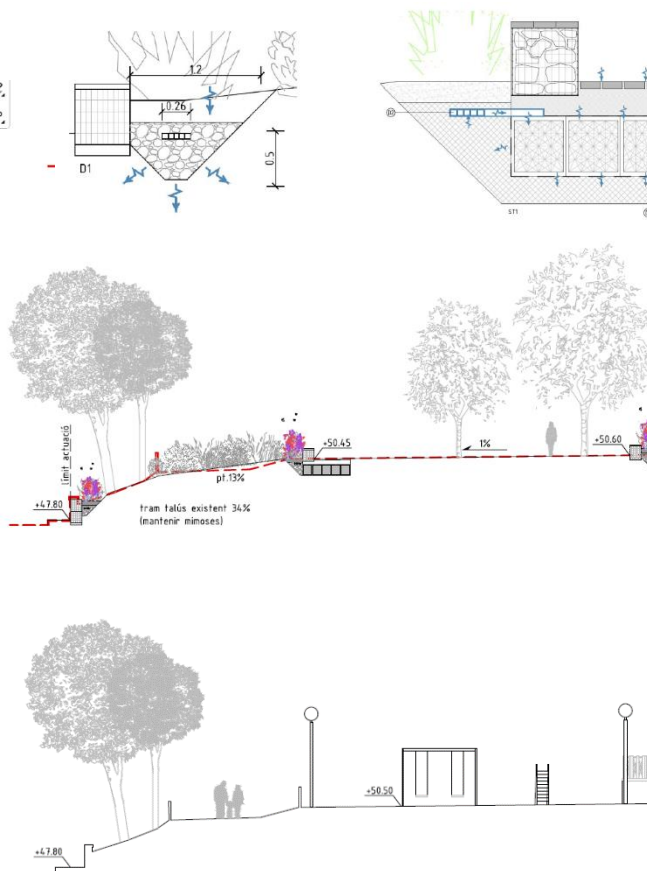 1.2
0.26
0.5
D1
ST1
límit actuació
+47.80
pt.13%
tram talús existent 34%
(mantenir mimoses)
+50.45
1%
+50.60
+50.50
+47.80